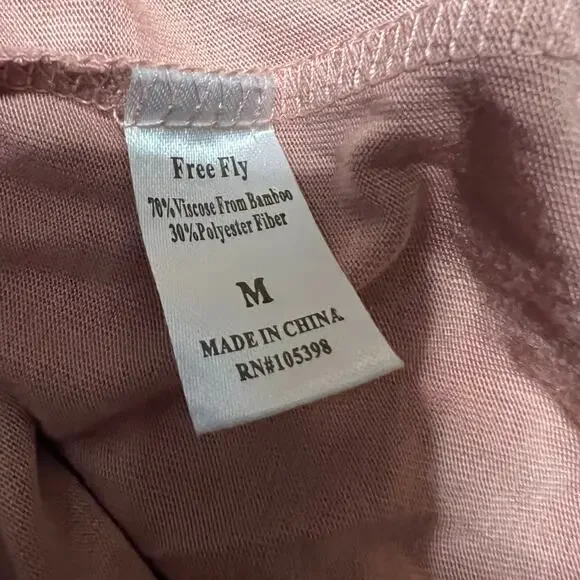 Free Fly
70%Viscose From Bamboo
30%Polyester Fiber
M
MADE IN CHINA
RN#105398